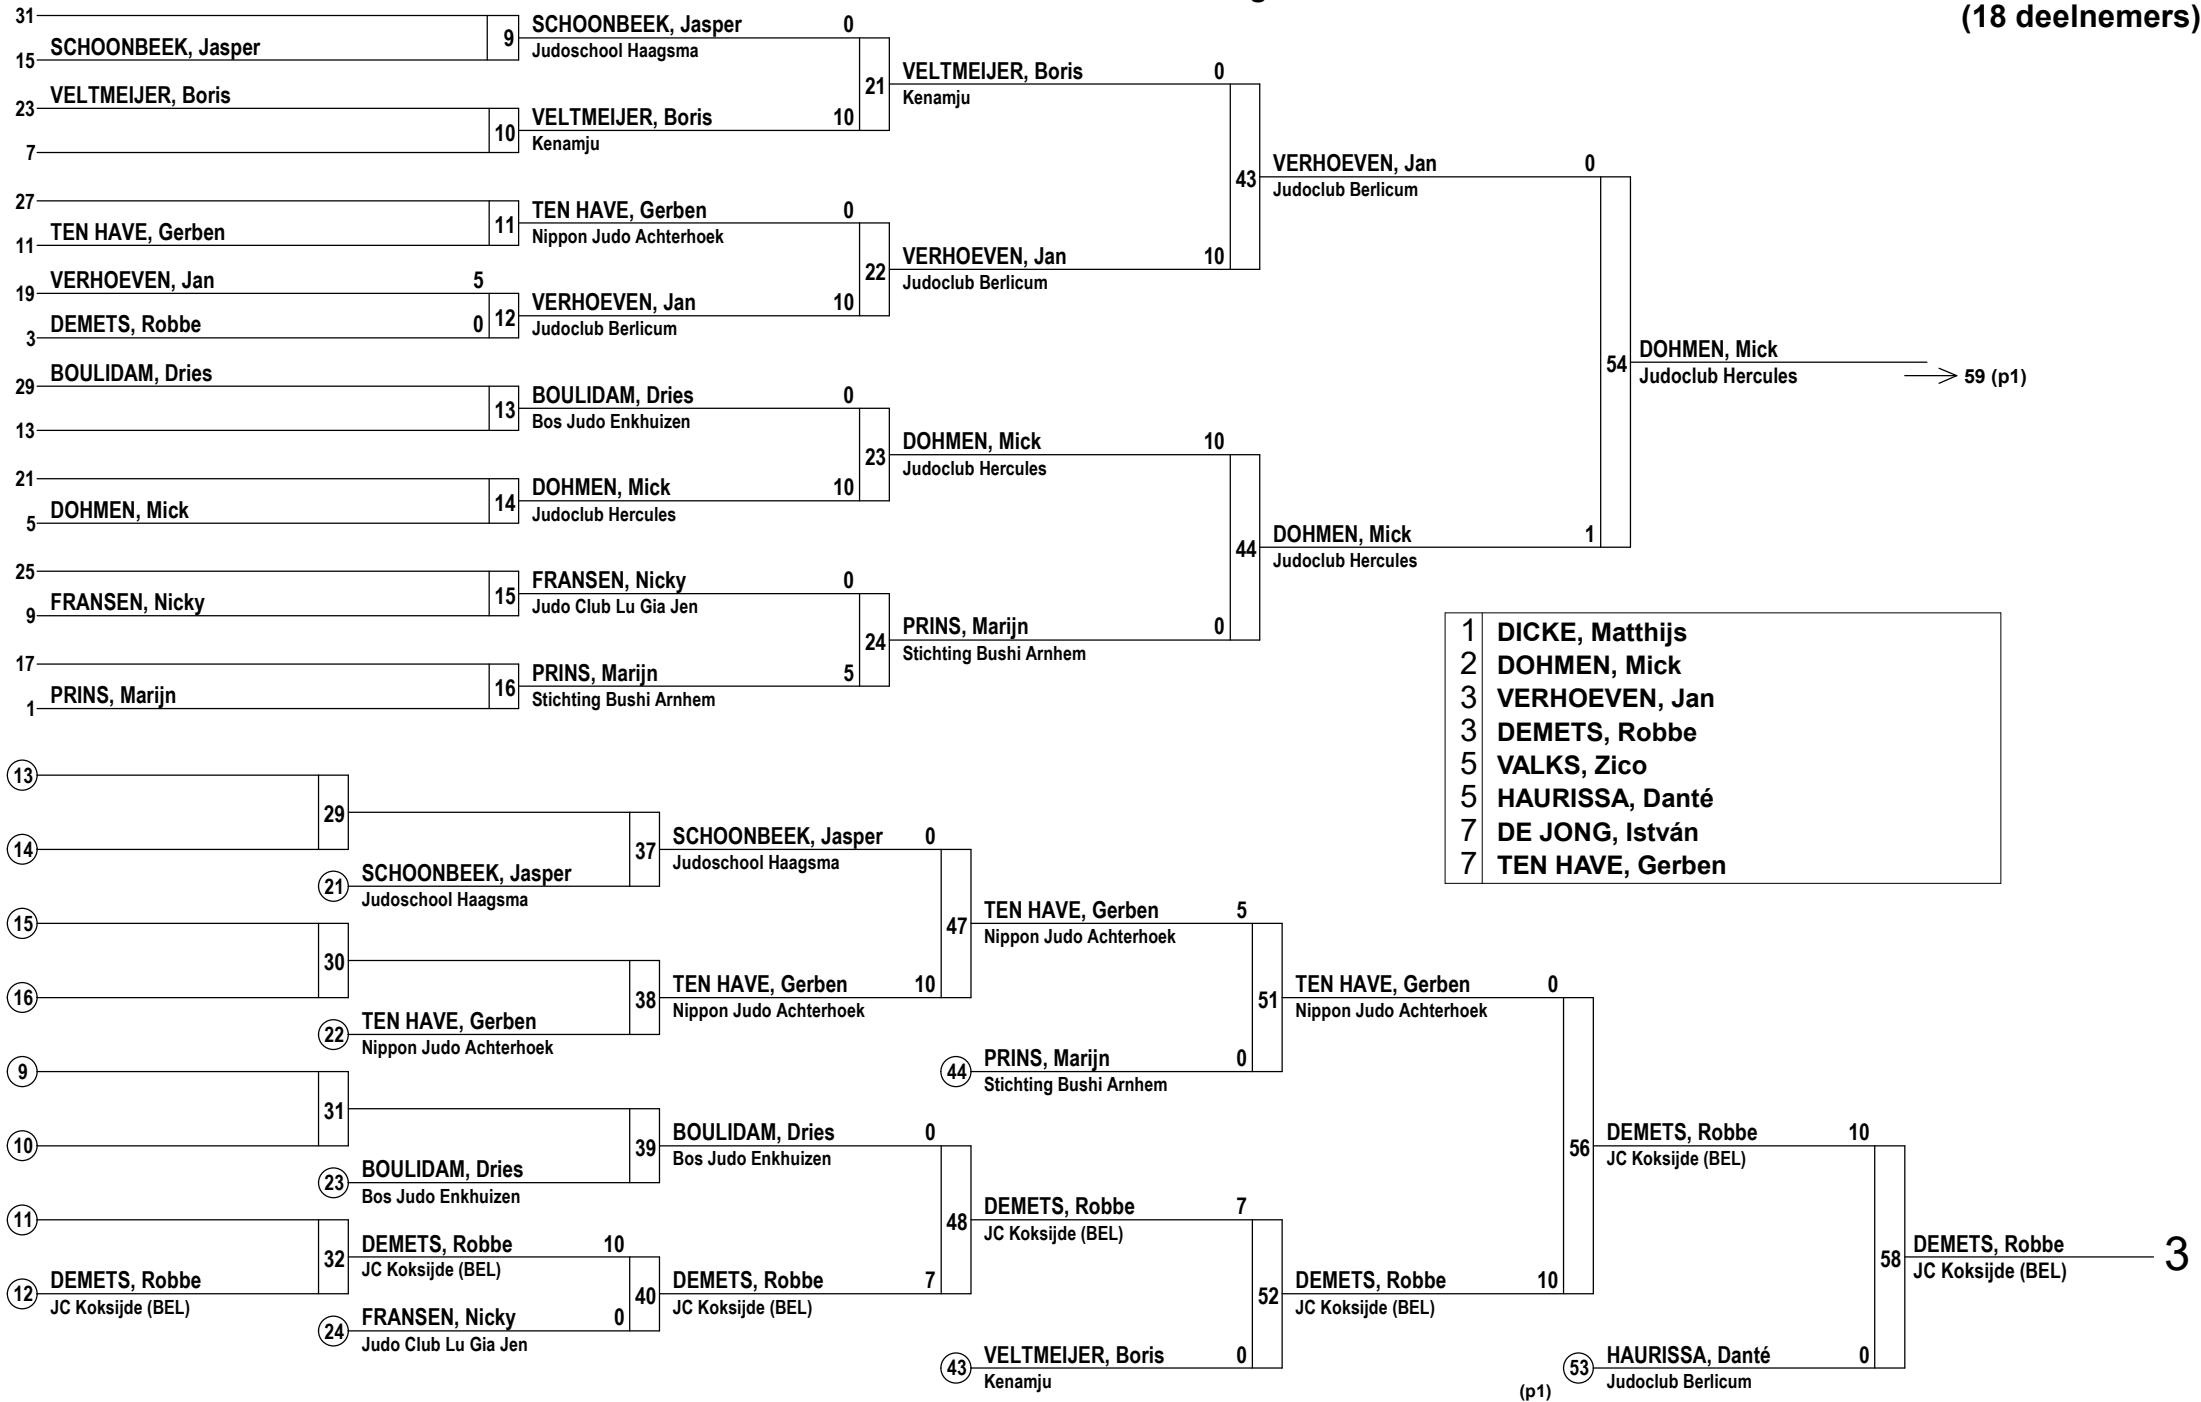 g
(18 deelnemers)
31
SCHOONBEEK, Jasper
15
9
SCHOONBEEK, Jasper 0
Judoschool Haagsma
VELTMEIJER, Boris
23
7
10
VELTMEIJER, Boris 10
Kenamju
21
VELTMEIJER, Boris 0
Kenamju
27
TEN HAVE, Gerben
11
11
TEN HAVE, Gerben 0
Nippon Judo Achterhoek
VERHOEVEN, Jan 5
19
DEMETS, Robbe 0
3
12
VERHOEVEN, Jan 10
Judoclub Berlicum
22
VERHOEVEN, Jan 10
Judoclub Berlicum
43
VERHOEVEN, Jan 0
Judoclub Berlicum
BOULIDAM, Dries
29
13
13
BOULIDAM, Dries 0
Bos Judo Enkhuizen
21
DOHMEN, Mick
5
14
DOHMEN, Mick 10
Judoclub Hercules
23
DOHMEN, Mick 10
Judoclub Hercules
25
FRANSEN, Nicky
9
15
FRANSEN, Nicky 0
Judo Club Lu Gia Jen
17
PRINS, Marijn
1
16
PRINS, Marijn 5
Stichting Bushi Arnhem
24
PRINS, Marijn 0
Stichting Bushi Arnhem
44
DOHMEN, Mick 1
Judoclub Hercules
54
DOHMEN, Mick
Judoclub Hercules
59 (p1)
1 DICKE, Matthijs
2 DOHMEN, Mick
3 VERHOEVEN, Jan
3 DEMETS, Robbe
5 VALKS, Zico
5 HAURISSA, Danté
7 DE JONG, István
7 TEN HAVE, Gerben
13
14
29
21 SCHOONBEEK, Jasper
Judoschool Haagsma
37
SCHOONBEEK, Jasper 0
Judoschool Haagsma
15
16
30
22 TEN HAVE, Gerben
Nippon Judo Achterhoek
38
TEN HAVE, Gerben 10
Nippon Judo Achterhoek
47
TEN HAVE, Gerben 5
Nippon Judo Achterhoek
44 PRINS, Marijn 0
Stichting Bushi Arnhem
51
TEN HAVE, Gerben 0
Nippon Judo Achterhoek
9
10
31
23 BOULIDAM, Dries
Bos Judo Enkhuizen
39
BOULIDAM, Dries 0
Bos Judo Enkhuizen
11
12 DEMETS, Robbe
JC Koksijde (BEL)
32
DEMETS, Robbe 10
JC Koksijde (BEL)
24 FRANSEN, Nicky 0
Judo Club Lu Gia Jen
40
DEMETS, Robbe 7
JC Koksijde (BEL)
48
DEMETS, Robbe 7
JC Koksijde (BEL)
43 VELTMEIJER, Boris 0
Kenamju
52
DEMETS, Robbe 10
JC Koksijde (BEL)
56
DEMETS, Robbe 10
JC Koksijde (BEL)
(p1)
53 HAURISSA, Danté 0
Judoclub Berlicum
58
DEMETS, Robbe
JC Koksijde (BEL)
3